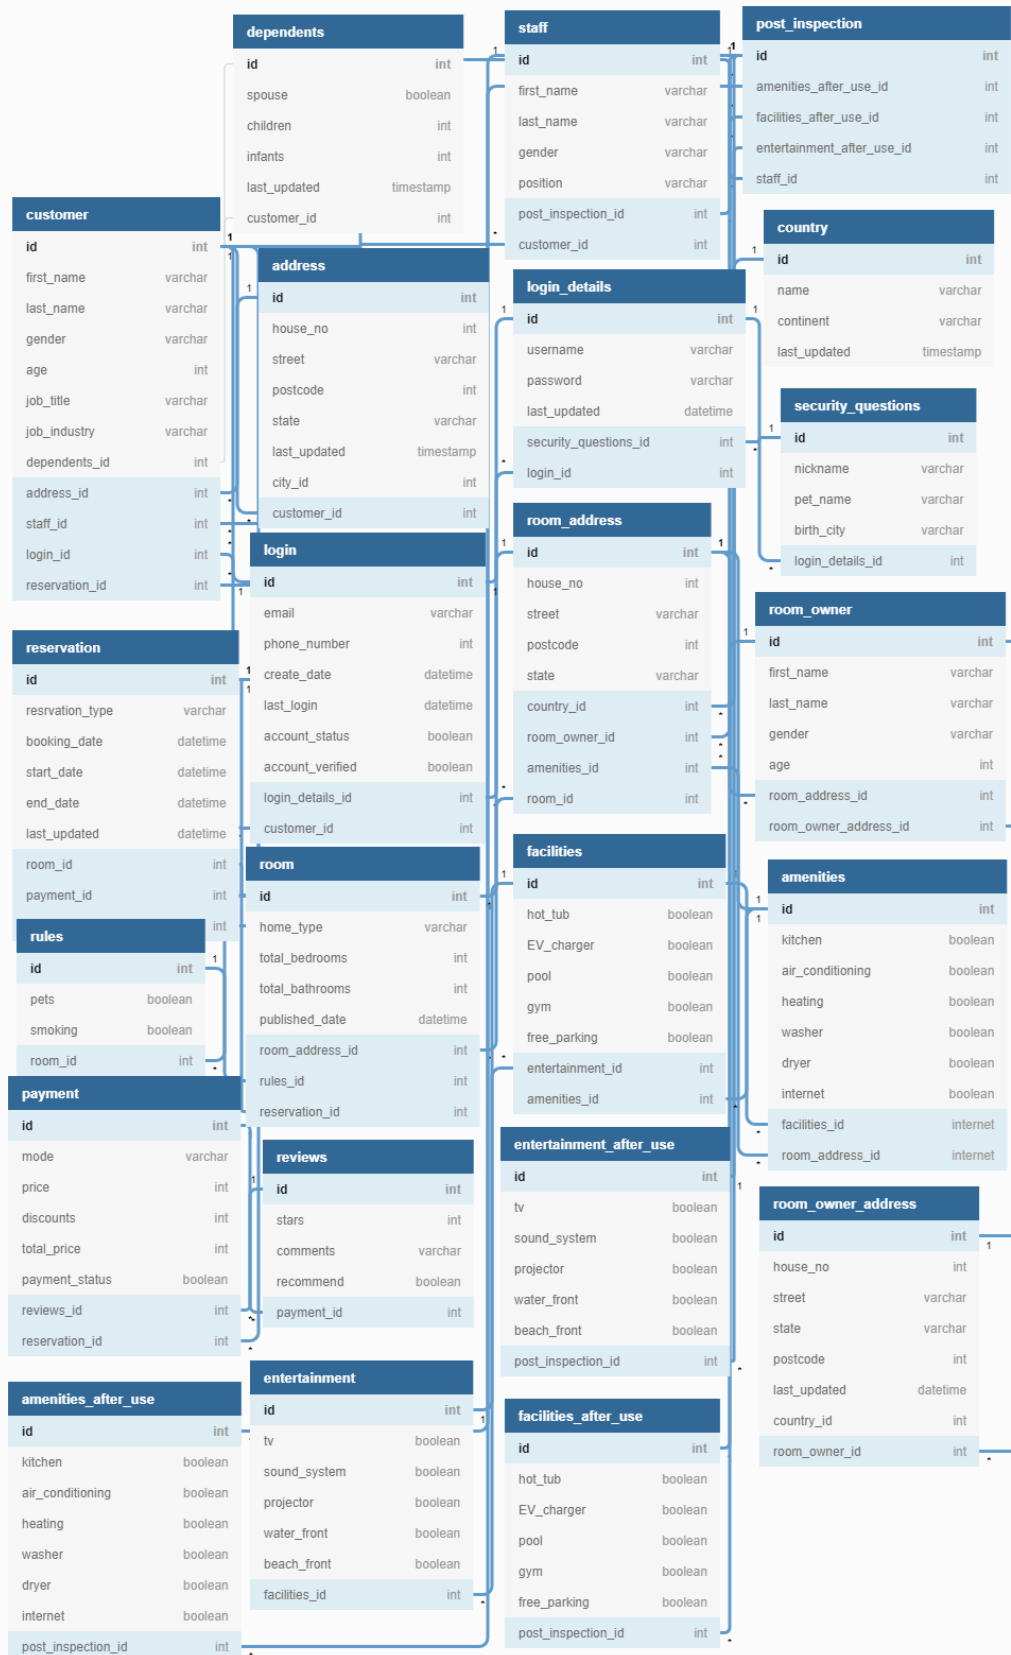 dependents
id int
spouse boolean
children int
infants int
last_updated timestamp
customer_id int
staff
id int
first_name varchar
last_name varchar
gender varchar
position varchar
post_inspection_id int
customer_id int
post_inspection
id int
amenities_after_use_id int
facilities_after_use_id int
entertainment_after_use_id int
staff_id int
customer
id int
first_name varchar
last_name varchar
gender varchar
age int
job_title varchar
job_industry varchar
dependents_id int
address_id int
staff_id int
login_id int
reservation_id int
address
id int
house_no int
street varchar
postcode int
state varchar
last_updated timestamp
city_id int
customer_id int
login_details
id int
username varchar
password varchar
last_updated datetime
security_questions_id int
login_id int
country
id int
name varchar
continent varchar
last_updated timestamp
security_questions
id int
nickname varchar
pet_name varchar
birth_city varchar
login_details_id int
login
id int
email varchar
phone_number int
create_date datetime
last_login datetime
account_status boolean
account_verified boolean
login_details_id int
customer_id int
room_address
id int
house_no int
street varchar
postcode int
state varchar
country_id int
room_owner_id int
amenities_id int
room_id int
room_owner
id int
first_name varchar
last_name varchar
gender varchar
age int
room_address_id int
room_owner_address_id int
reservation
id int
resrvation_type varchar
booking_date datetime
start_date datetime
end_date datetime
last_updated datetime
room_id int
payment_id int
int
rules
id int
pets boolean
smoking boolean
room_id int
room
id int
home_type varchar
total_bedrooms int
total_bathrooms int
published_date datetime
room_address_id int
rules_id int
reservation_id int
facilities
id int
hot_tub boolean
EV_charger boolean
pool boolean
gym boolean
free_parking boolean
entertainment_id int
amenities_id int
amenities
id int
kitchen boolean
air_conditioning boolean
heating boolean
washer boolean
dryer boolean
internet boolean
facilities_id internet
room_address_id internet
payment
id int
mode varchar
price int
discounts int
total_price int
payment_status boolean
reviews_id int
reservation_id int
reviews
id int
stars int
comments varchar
recommend boolean
payment_id int
entertainment_after_use
id int
tv boolean
sound_system boolean
projector boolean
water_front boolean
beach_front boolean
post_inspection_id int
room_owner_address
id int
house_no int
street varchar
state varchar
postcode int
last_updated datetime
country_id int
room_owner_id int
amenities_after_use
id int
kitchen boolean
air_conditioning boolean
heating boolean
washer boolean
dryer boolean
internet boolean
post_inspection_id int
entertainment
id int
tv boolean
sound_system boolean
projector boolean
water_front boolean
beach_front boolean
facilities_id int
facilities_after_use
id int
hot_tub boolean
EV_charger boolean
pool boolean
gym boolean
free_parking boolean
post_inspection_id int